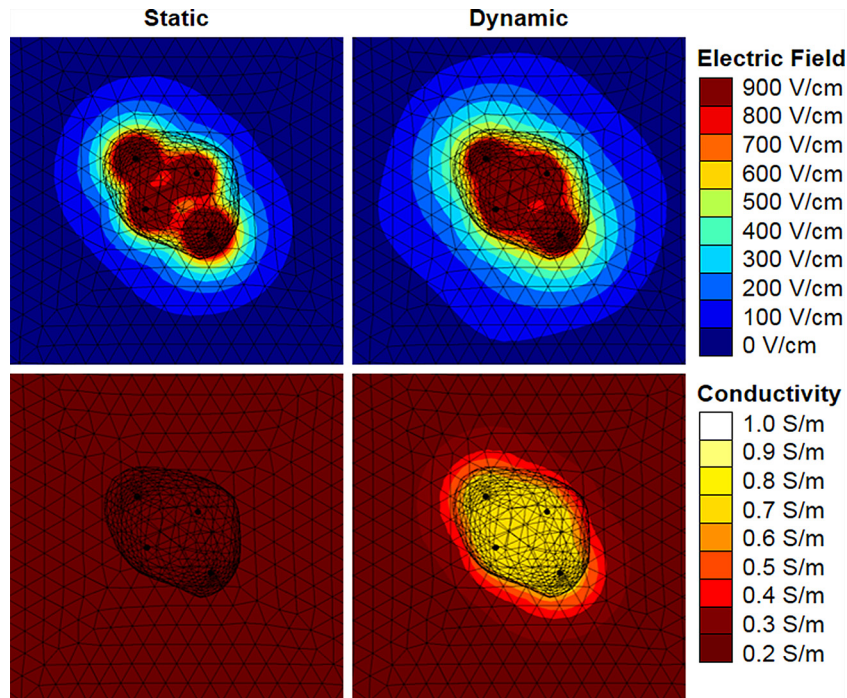 Static
Dynamic
Electric Field
900 V/cm
800 V/cm
700 V/cm
600 V/cm
500 V/cm
400 V/cm
300 V/cm
200 V/cm
100 V/cm
0 V/cm
Conductivity
1.0 S/m
0.9 S/m
0.8 S/m
0.7 S/m
0.6 S/m
0.5 S/m
0.4 S/m
0.3 S/m
0.2 S/m